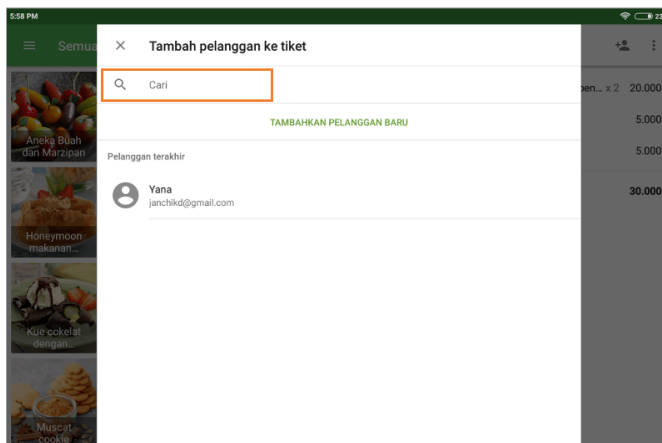 5:58 PM
23
Semua
Tambah pelanggan ke tiket
Cari
x 2 20.000
TAMBAHKAN PELANGGAN BARU
5.000
Aneka Buah
dan Marzipan
Pelanggan terakhir
5.000
Yana
janchikd@gmail.com
30.000
Honeymoon
makanan...
Kue cokelat
dengan...
Muscat
cookie